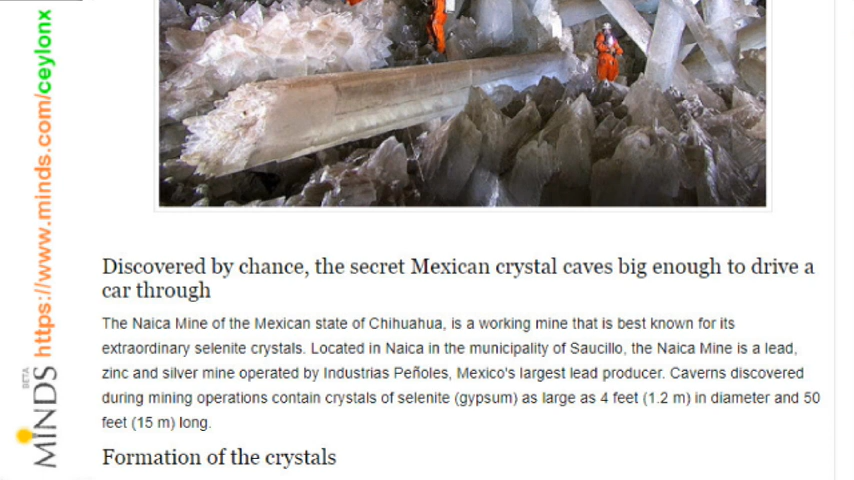 https://www.minds.com/ceylonx
MINDS BETA
Discovered by chance, the secret Mexican crystal caves big enough to drive a
car through
The Naica Mine of the Mexican state of Chihuahua, is a working mine that is best known for its
extraordinary selenite crystals. Located in Naica in the municipality of Saucillo, the Naica Mine is a lead,
zinc and silver mine operated by Industrias Peñoles, Mexico's largest lead producer. Caverns discovered
during mining operations contain crystals of selenite (gypsum) as large as 4 feet (1.2 m) in diameter and 50
feet (15 m) long.
Formation of the crystals